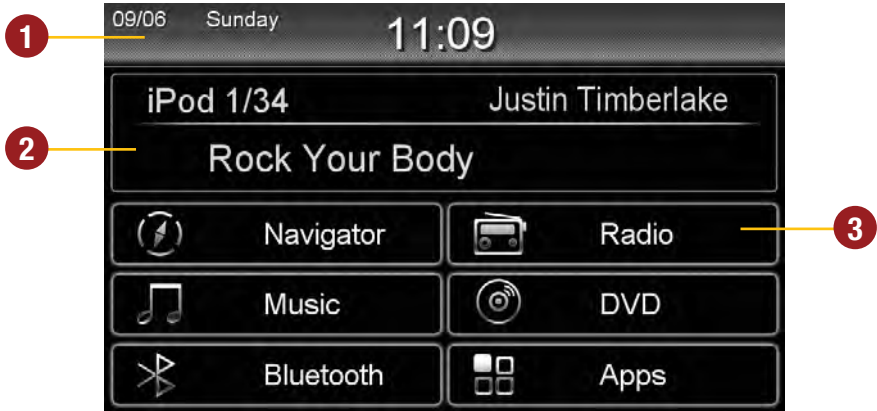 09/06 Sunday 11:09
1
iPod 1/34 Justin Timberlake
2
Rock Your Body
Navigator Radio
3
Music DVD
Bluetooth Apps